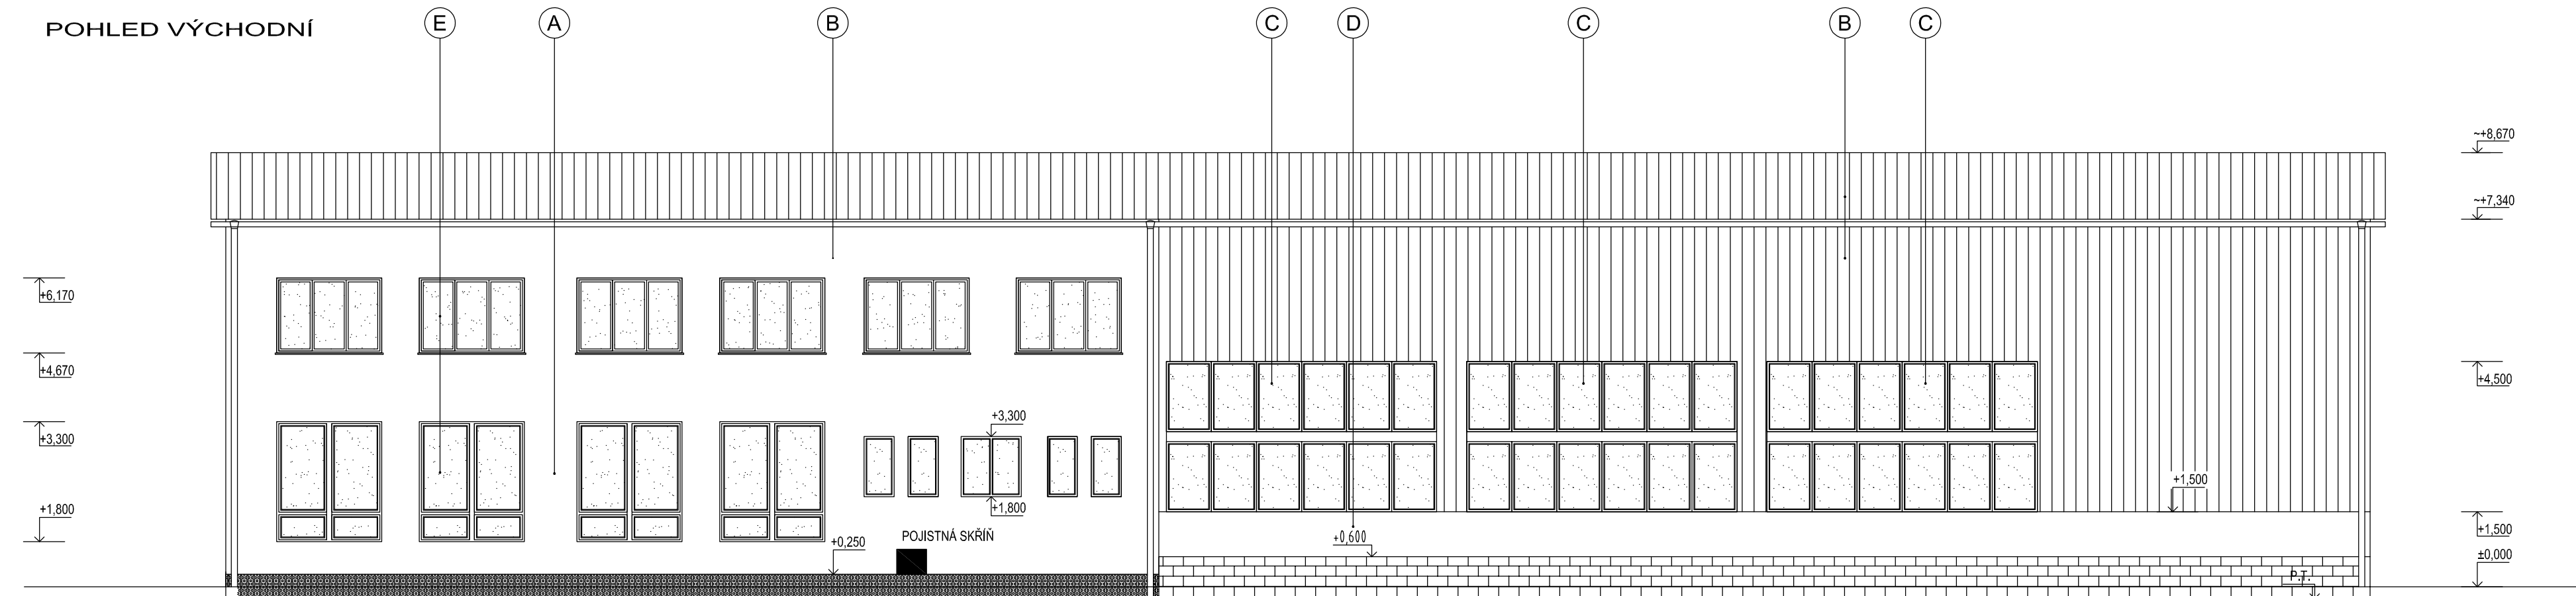 POHLED VÝCHODNÍ
E
A
B
C
D
C
B
C
~+8,670
~+7,340
+6,170
+4,670
+4,500
+3,300
+3,300
+1,500
+1,800
+1,800
+0,250
POJISTNÁ SKŘÍŇ
+0,600
+1,500
±0,000
P.T.